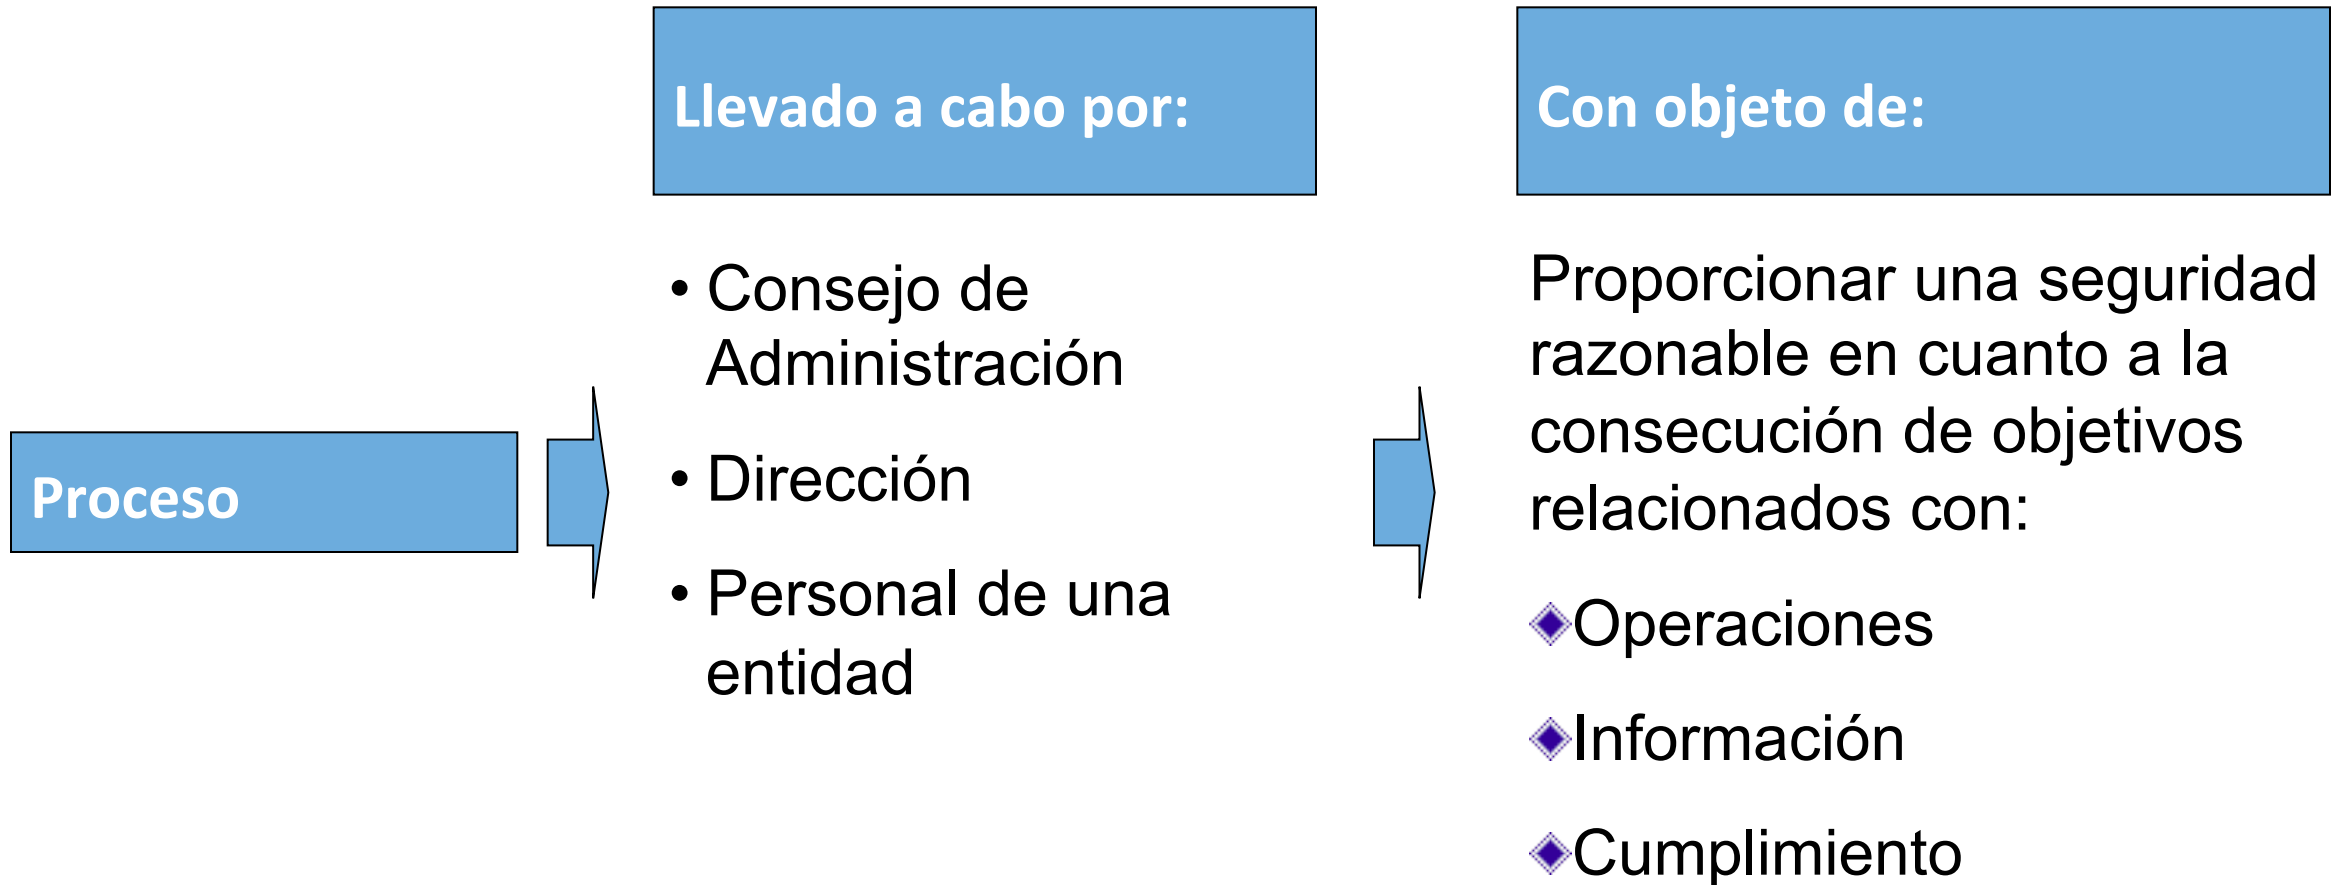 Proceso
Llevado a cabo por:
• Consejo de
Administración
• Dirección
• Personal de una
entidad
Con objeto de:
Proporcionar una seguridad
razonable en cuanto a la
consecución de objetivos
relacionados con:
Operaciones
Información
Cumplimiento